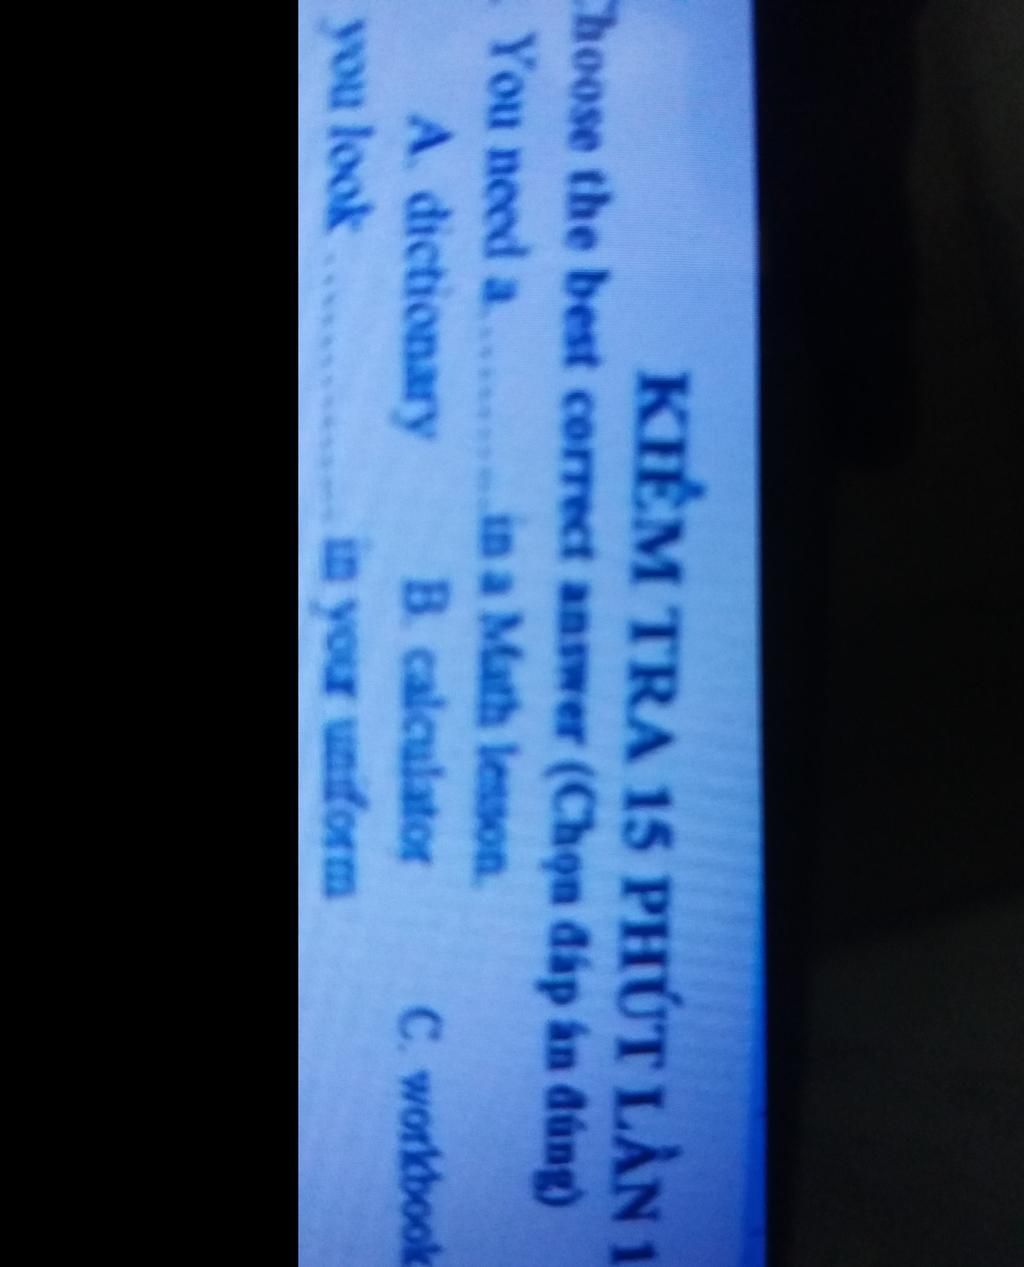 KIỂM TRA 15 PHÚT LẦN 1
Choose the best correct answer (Chọn đáp án đúng)
. You need a............in a Math lesson.
A. dictionary B. calculator C. workbook
you look .................. in your uniform